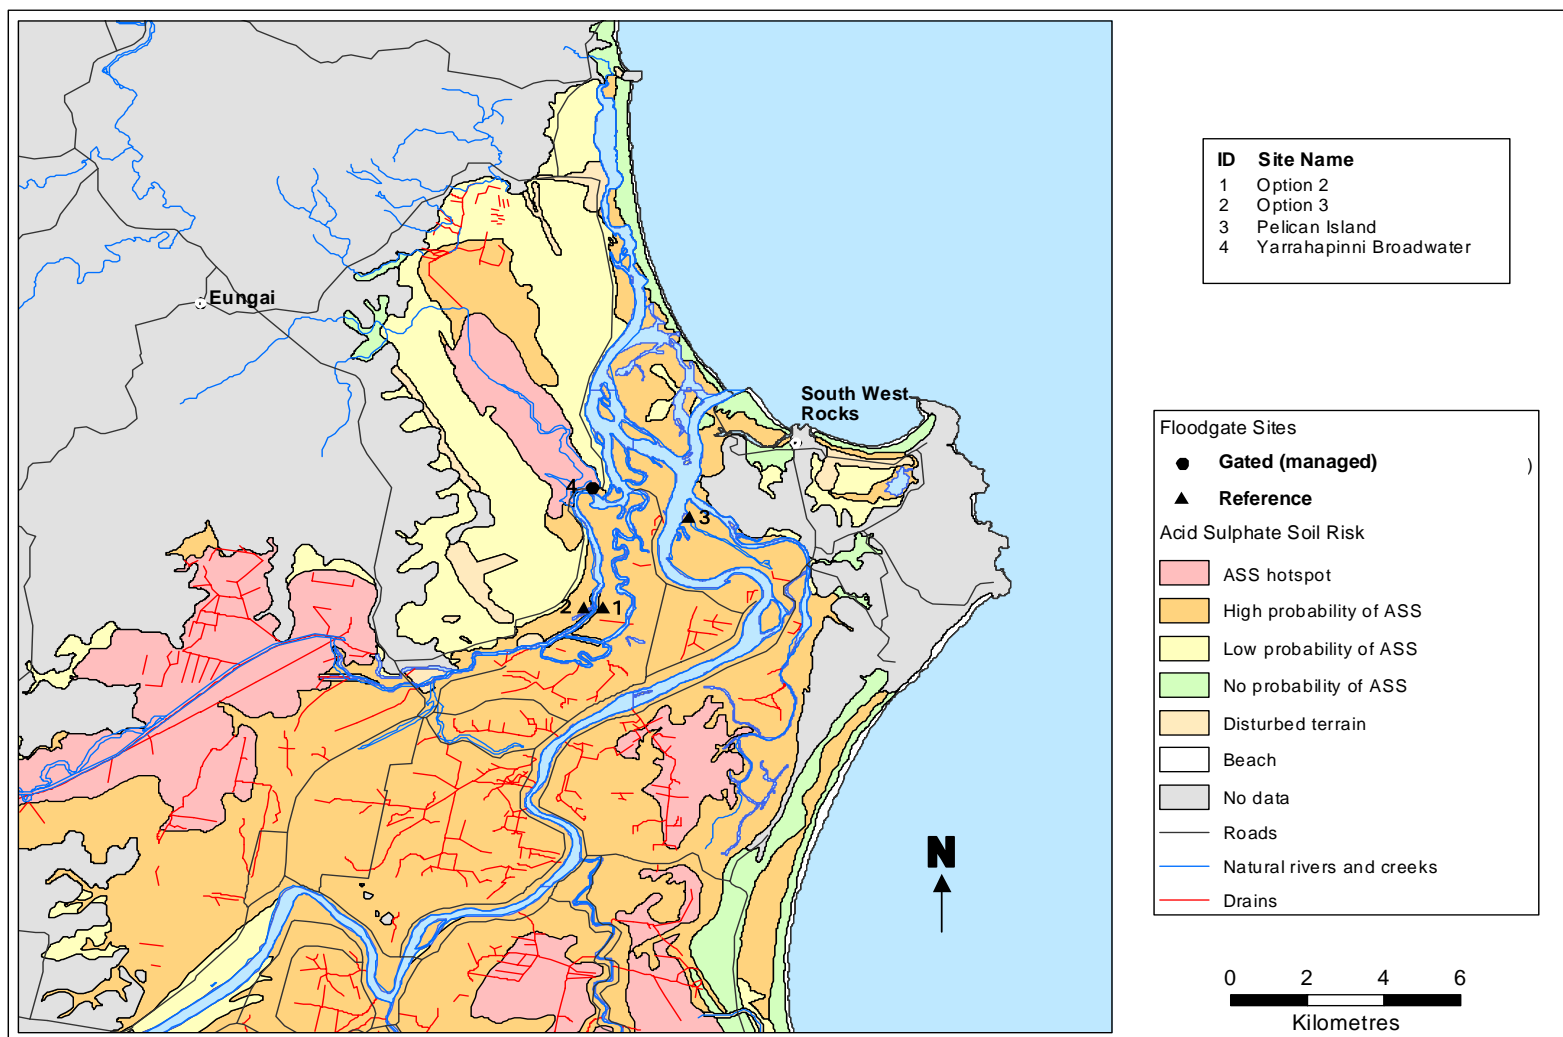 Eungai
South West
Rocks
4
3
2
1
N
ID Site Name
1 Option 2
2 Option 3
3 Pelican Island
4 Yarrahapinni Broadwater
Floodgate Sites
Gated (managed)
)
Reference
Acid Sulphate Soil Risk
ASS hotspot
High probability of ASS
Low probability of ASS
No probability of ASS
Disturbed terrain
Beach
No data
Roads
Natural rivers and creeks
Drains
0 2 4 6
Kilometres